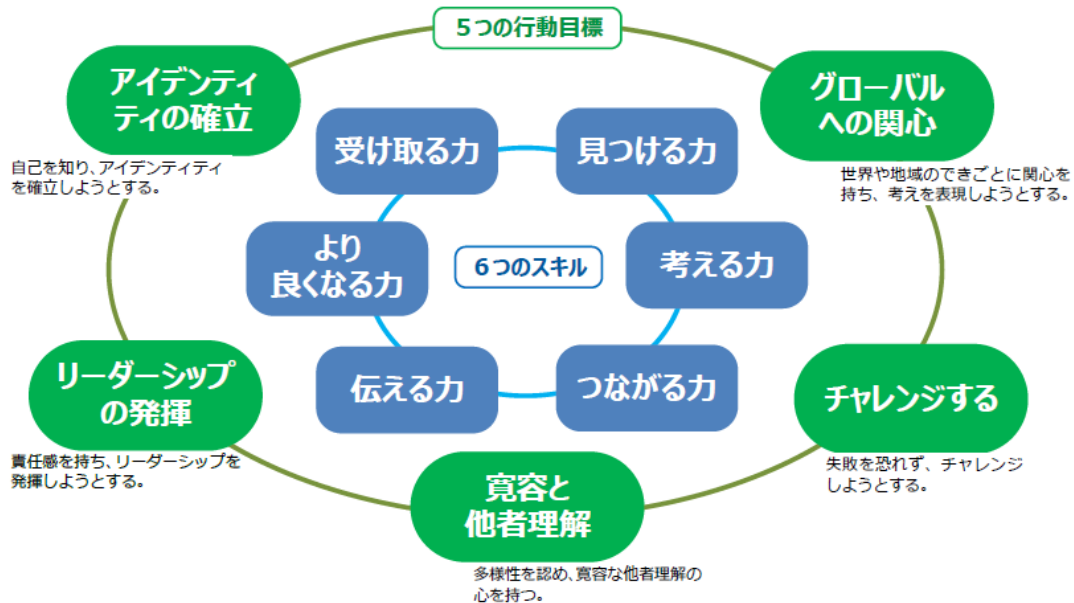 ５つの行動目標
アイデンティ
ティの確立
自己を知り、アイデンティティ
を確立しようとする。
グローバル
への関心
世界や地域のできごとに関心を
持ち、考えを表現しようとする。
受け取る力
見つける力
より
良くなる力
６つのスキル
考える力
伝える力
つながる力
リーダーシップ
の発揮
責任感を持ち、リーダーシップを
発揮しようとする。
チャレンジする
失敗を恐れず、チャレンジ
しようとする。
寛容と
他者理解
多様性を認め、寛容な他者理解の
心を持つ。